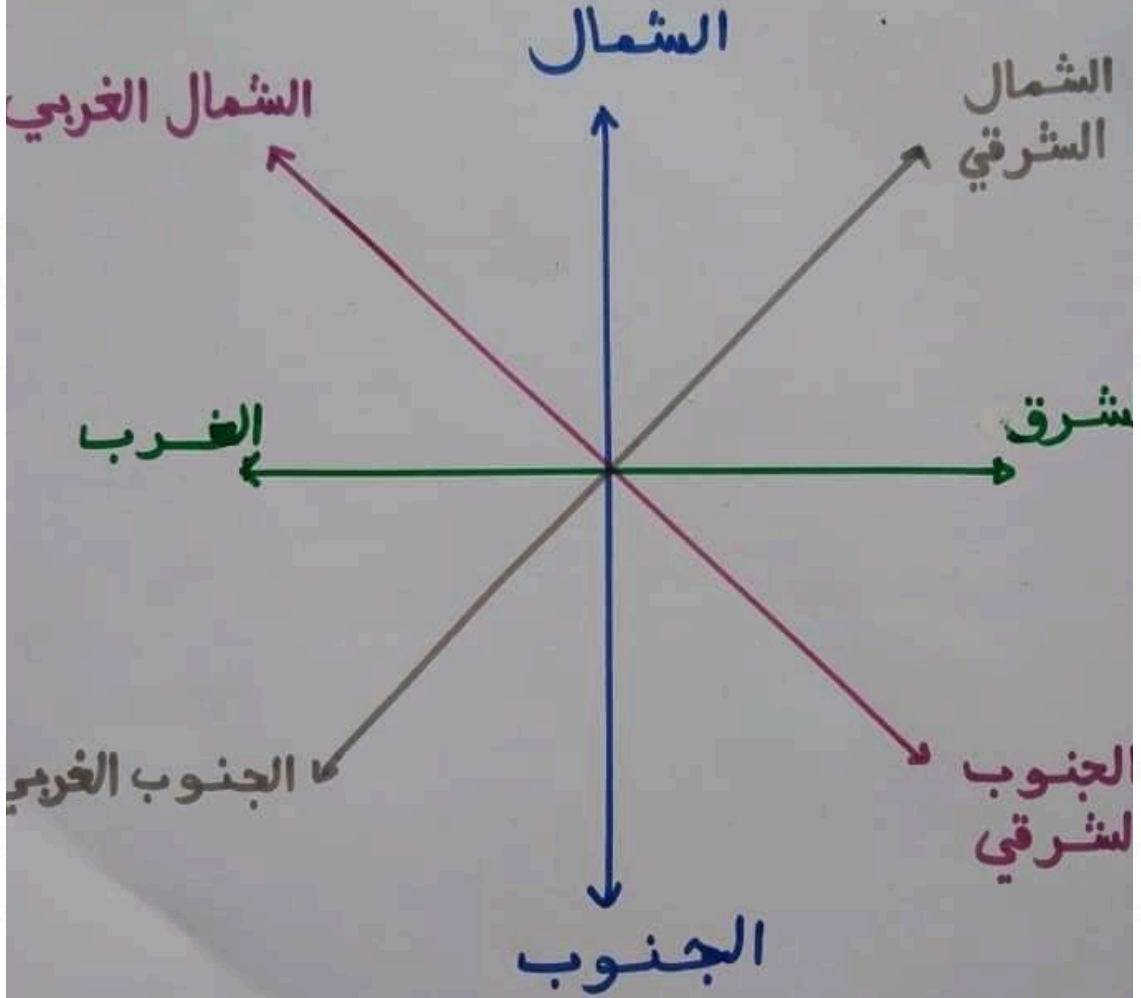 الشمال
الشمال
الشرقي
الشمال الغربي
شرق
الغرب
الجنوب
لشرقي
الجنوب الغربي
الجنوب